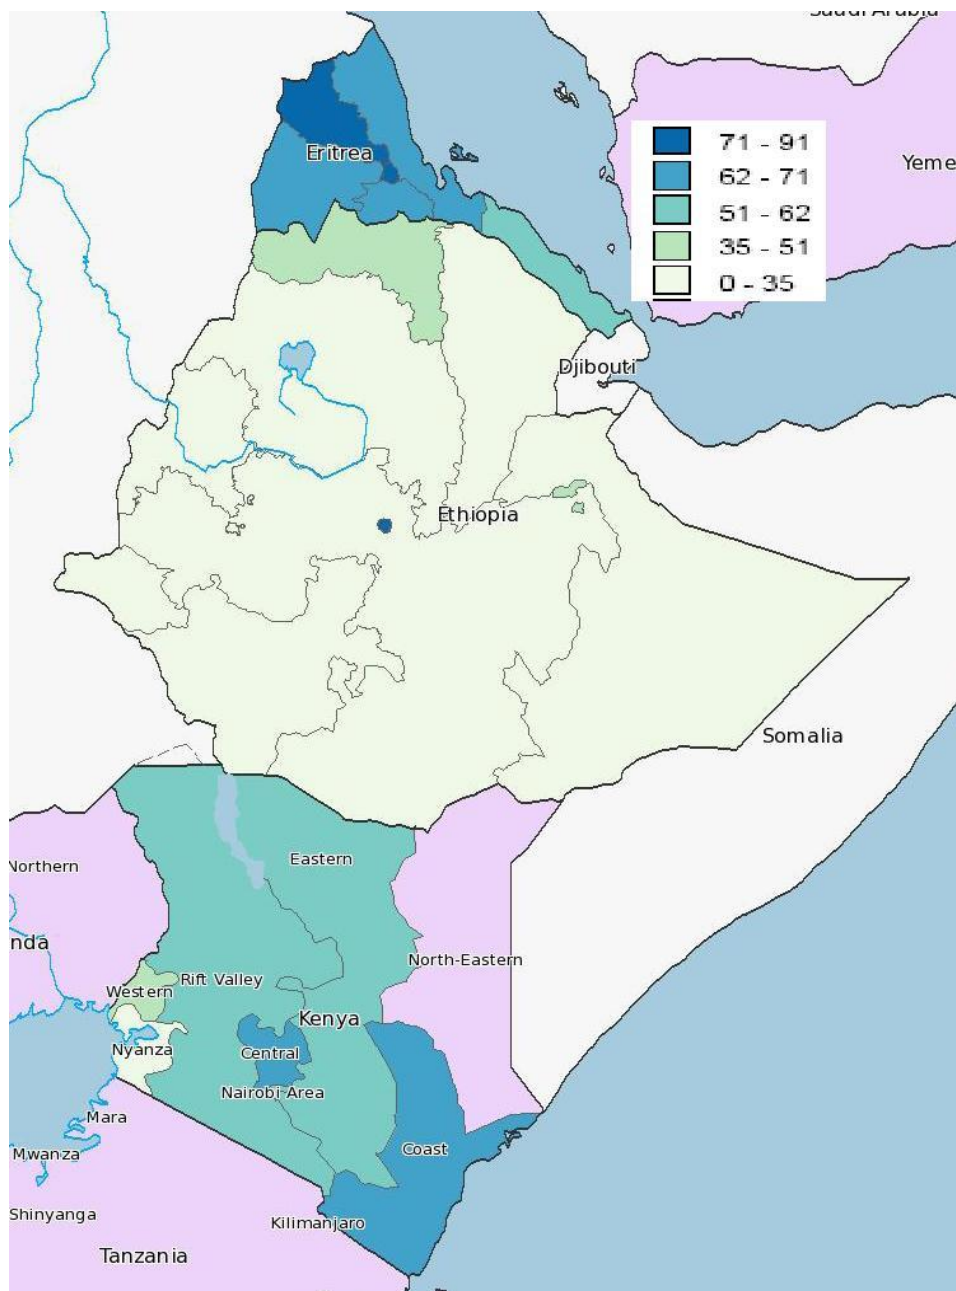 Saudi Arabia
Eritrea
Yeme
71 - 91
62 - 71
51 - 62
35 - 51
0 - 35
Djibouti
Ethiopia
Somalia
Eastern
Northern
nda
North-Eastern
Rift Valley
Western
Kenya
Nyanza
Central
Nairobi Area
Mara
Coast
Mwanza
Shinyanga
Kilimanjaro
Tanzania